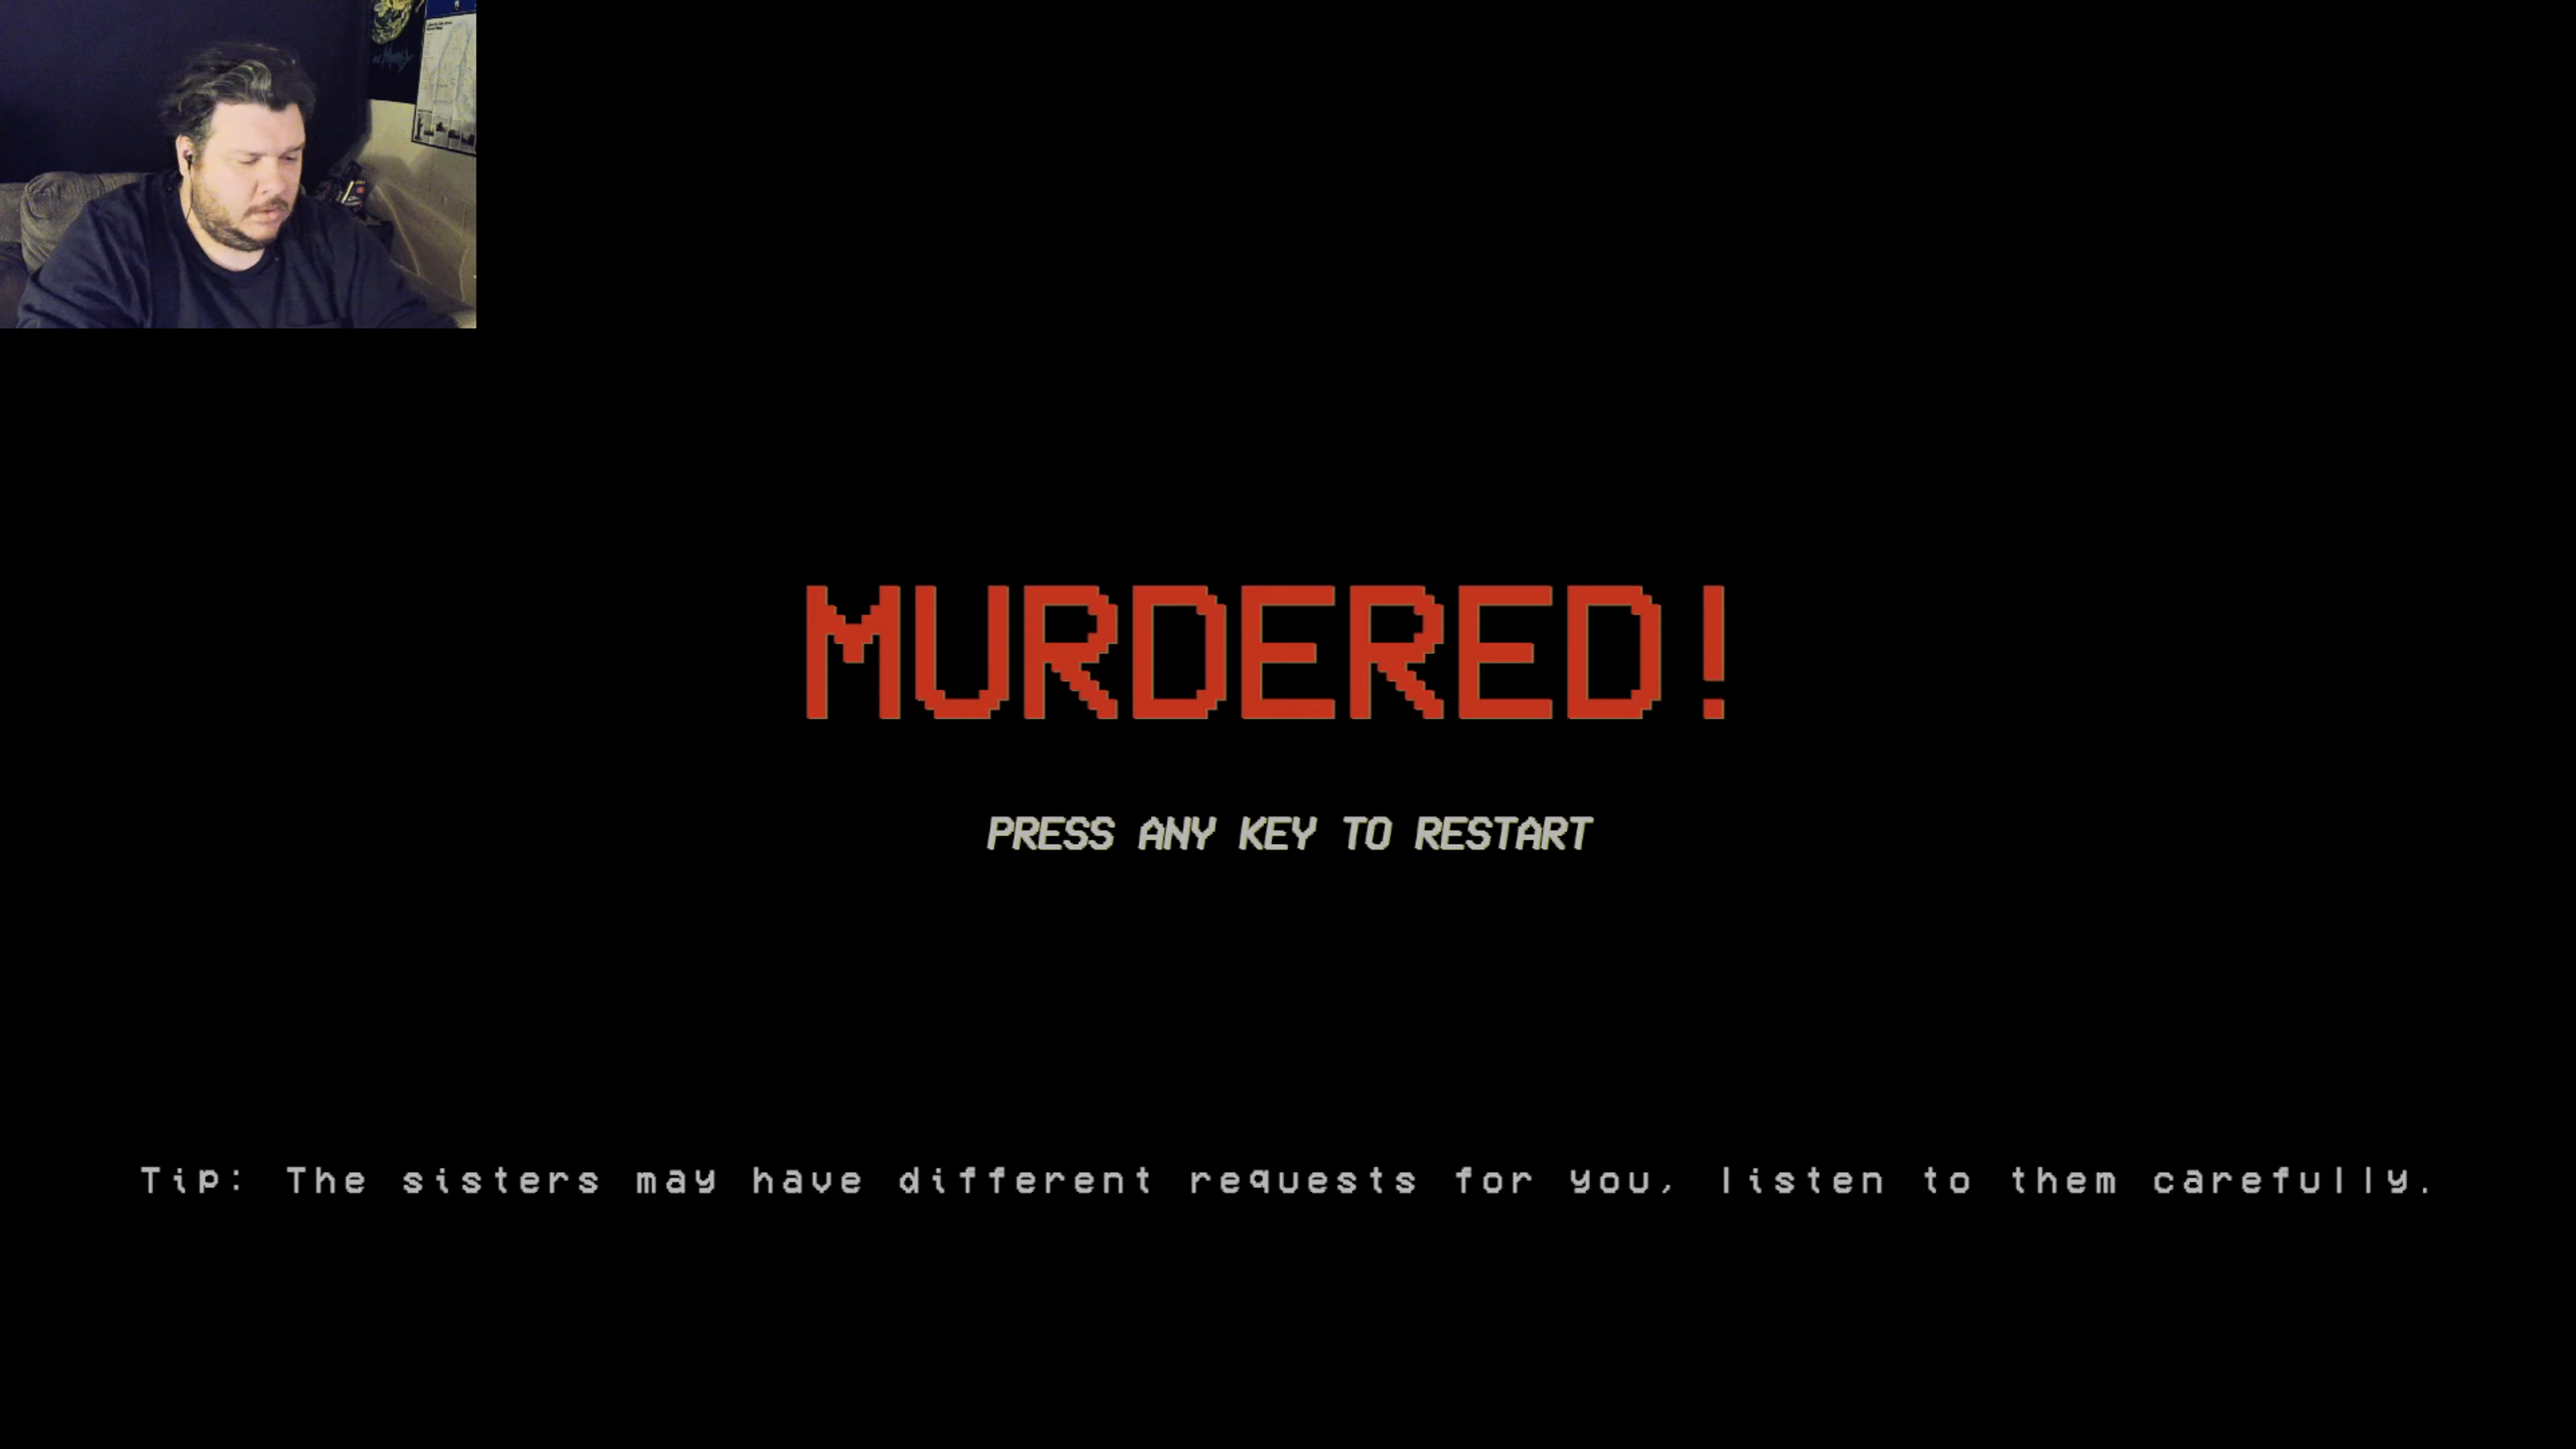 MURDERED!
PRESS ANY KEY TO RESTART
Tip: The sisters may have different requests for you, listen to them carefully.